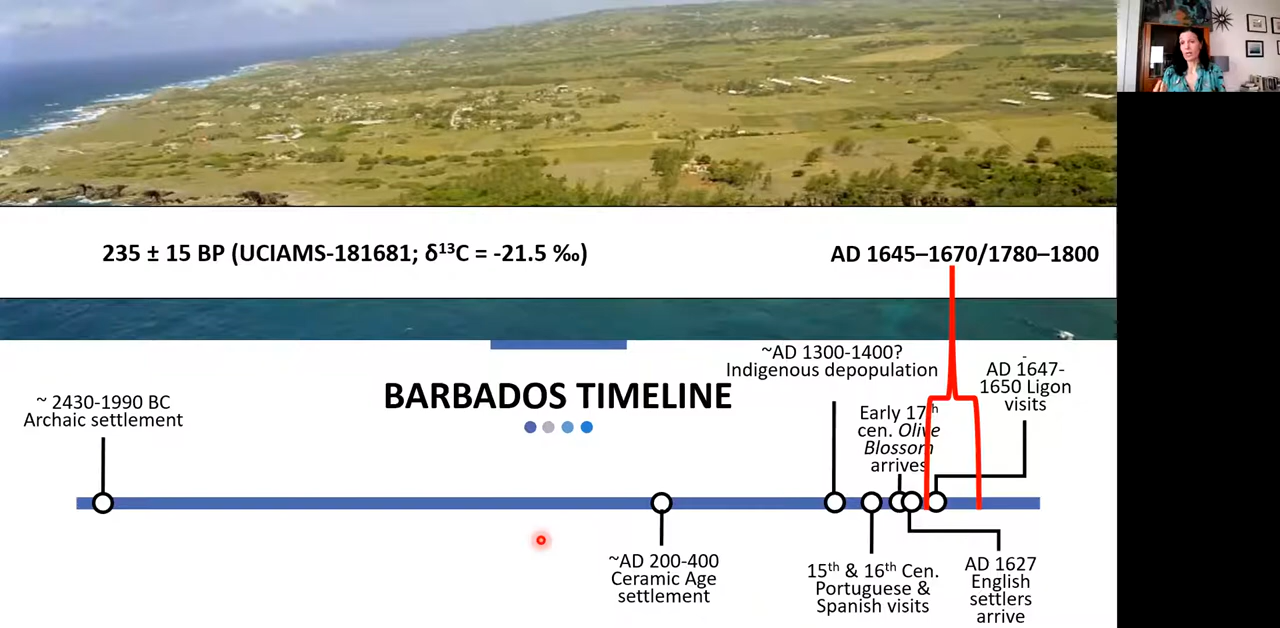 235 ± 15 BP (UCIAMS-181681; δ¹³C = -21.5 ‰)
AD 1645–1670/1780–1800
BARBADOS TIMELINE
~ 2430-1990 BC
Archaic settlement
~AD 200-400
Ceramic Age
settlement
~AD 1300-1400?
Indigenous depopulation
15th & 16th Cen.
Portuguese &
Spanish visits
Early 17th
cen. Olive
Blossom
arrives
AD 1627
English
settlers
arrive
-
AD 1647-
1650 Ligon
visits